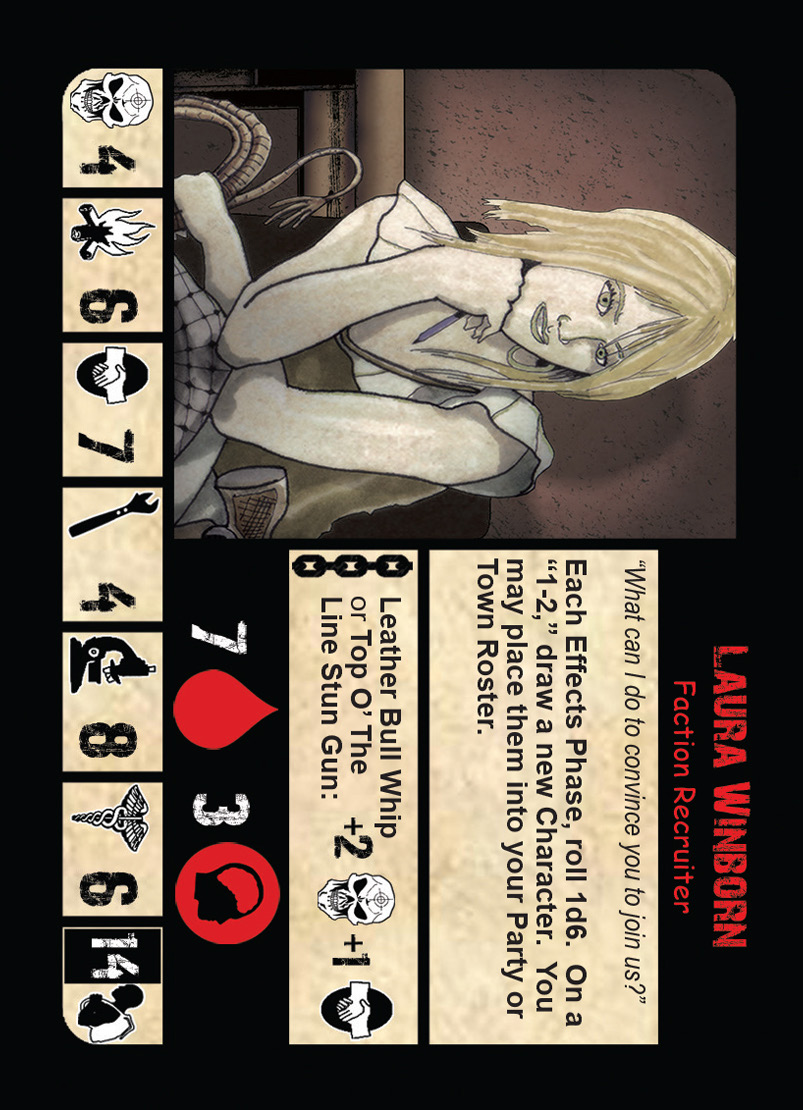 LAURA WINBORN
Faction Recruiter
“What can I do to convince you to join us?”
Each Effects Phase, roll 1d6.  On a
“1-2,” draw a new Character.  You
may place them into your Party or
Town Roster.
Leather Bull Whip
or Top O’ The
Line Stun Gun:
+2 +1
7 3
4 6 7 4 8 6 14